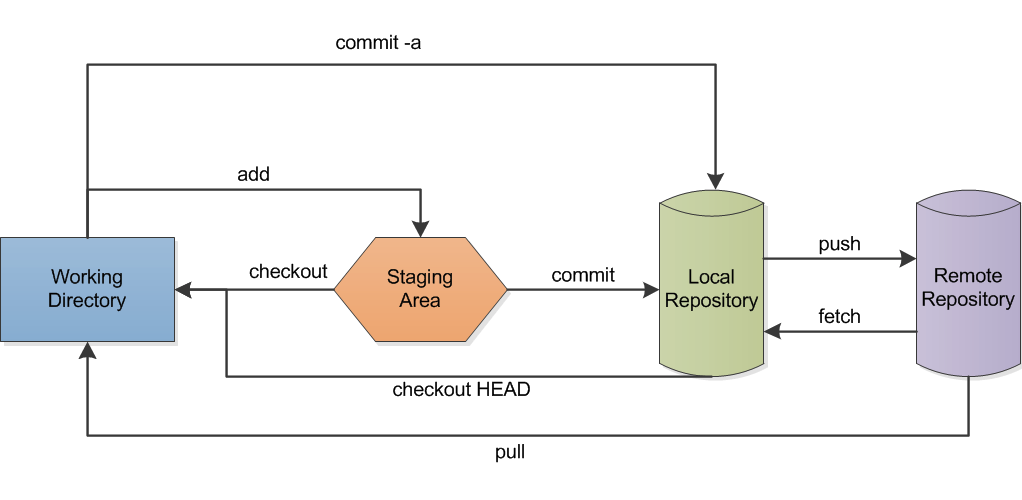 commit -a
add
Working
Directory
checkout
Staging
Area
commit
Local
Repository
push
fetch
Remote
Repository
checkout HEAD
pull